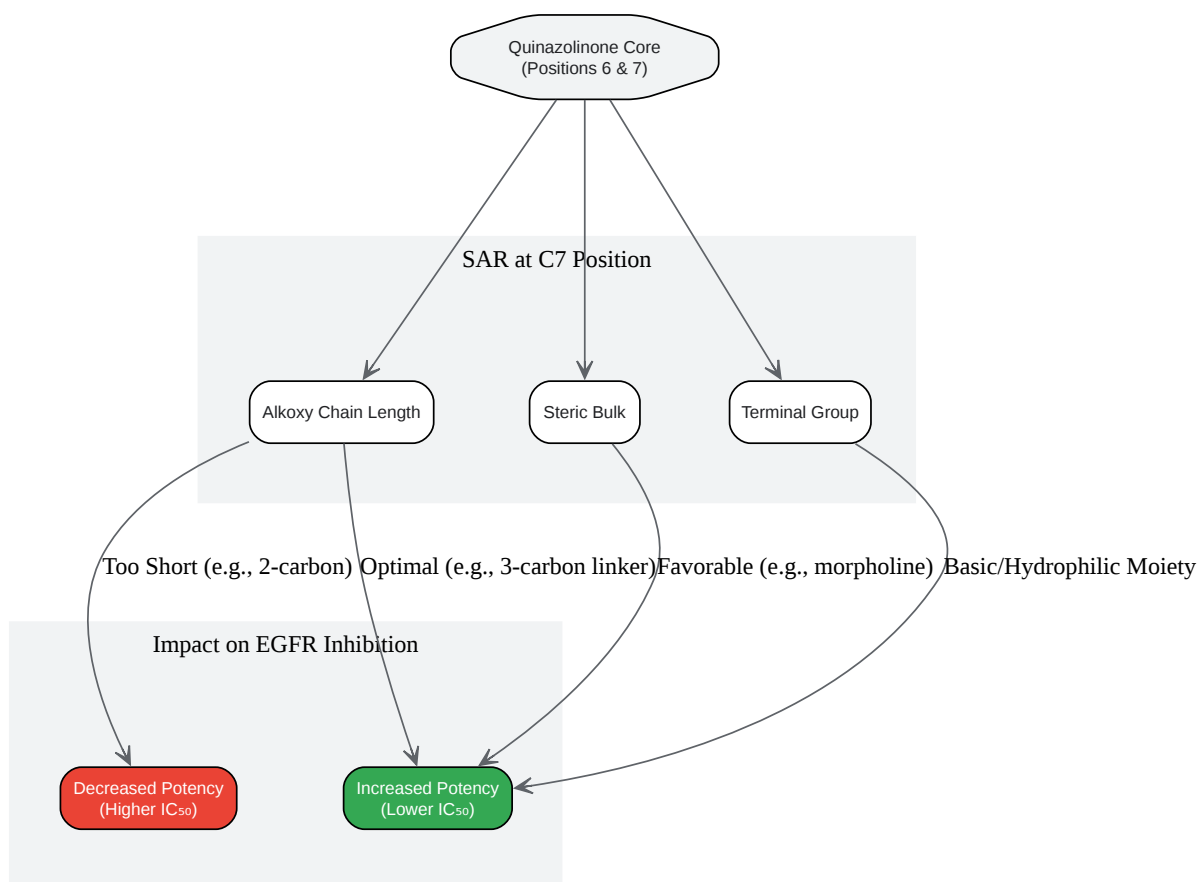 Quinazolinone Core
(Positions 6 & 7)
SAR at C7 Position
Alkoxy Chain Length
Steric Bulk
Terminal Group
Too Short (e.g., 2-carbon)
Optimal (e.g., 3-carbon linker)
Favorable (e.g., morpholine)
Basic/Hydrophilic Moiety
Impact on EGFR Inhibition
Decreased Potency
(Higher IC₅₀)
Increased Potency
(Lower IC₅₀)